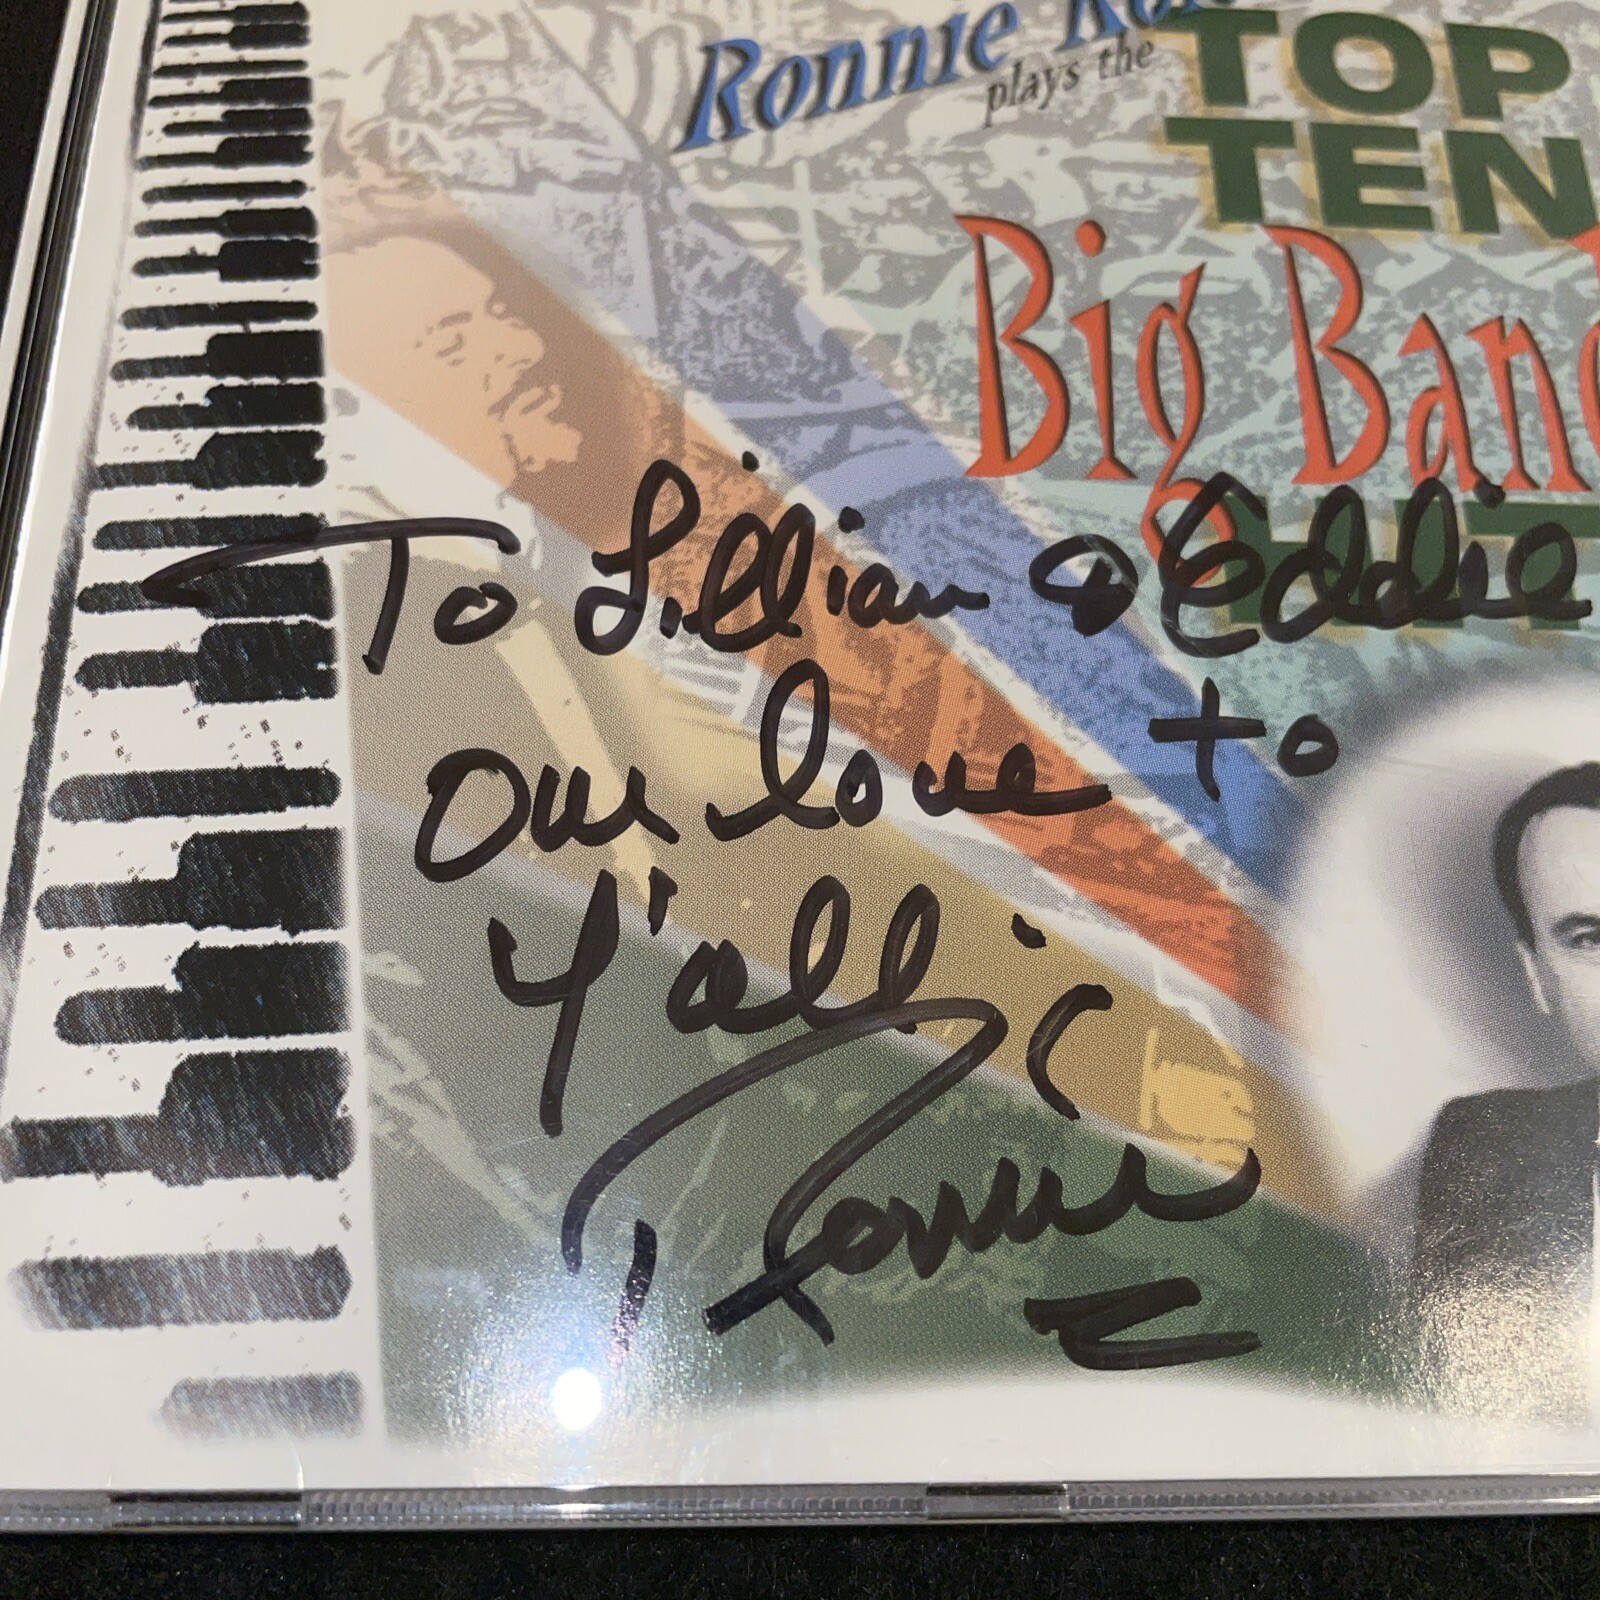 Ronnie
plays the
TOP
TEN
Big Band
To Lillian & Eddie
Our love to
Y'all
Ronnie